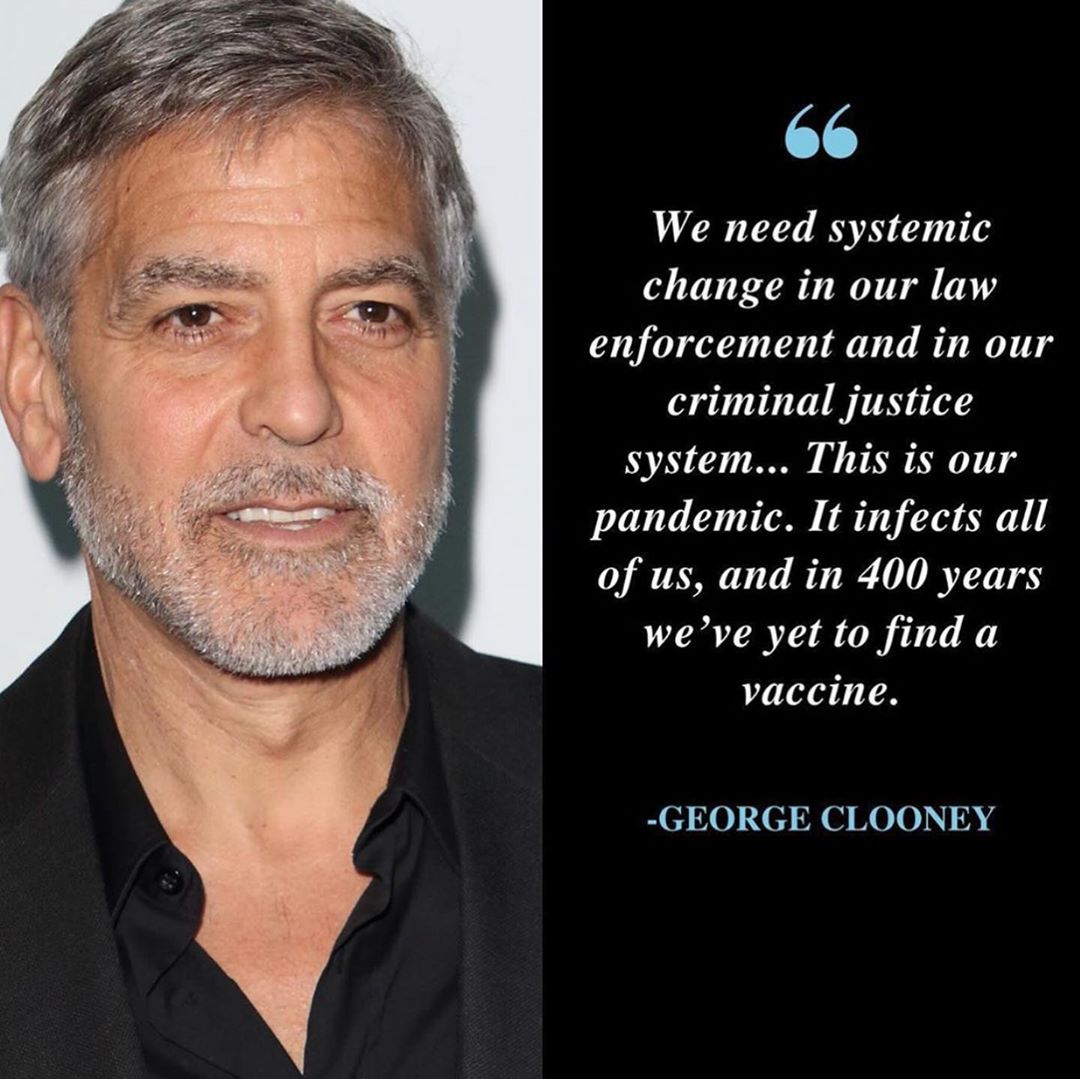 “
We need systemic
change in our law
enforcement and in our
criminal justice
system... This is our
pandemic. It infects all
of us, and in 400 years
we’ve yet to find a
vaccine.
-GEORGE CLOONEY